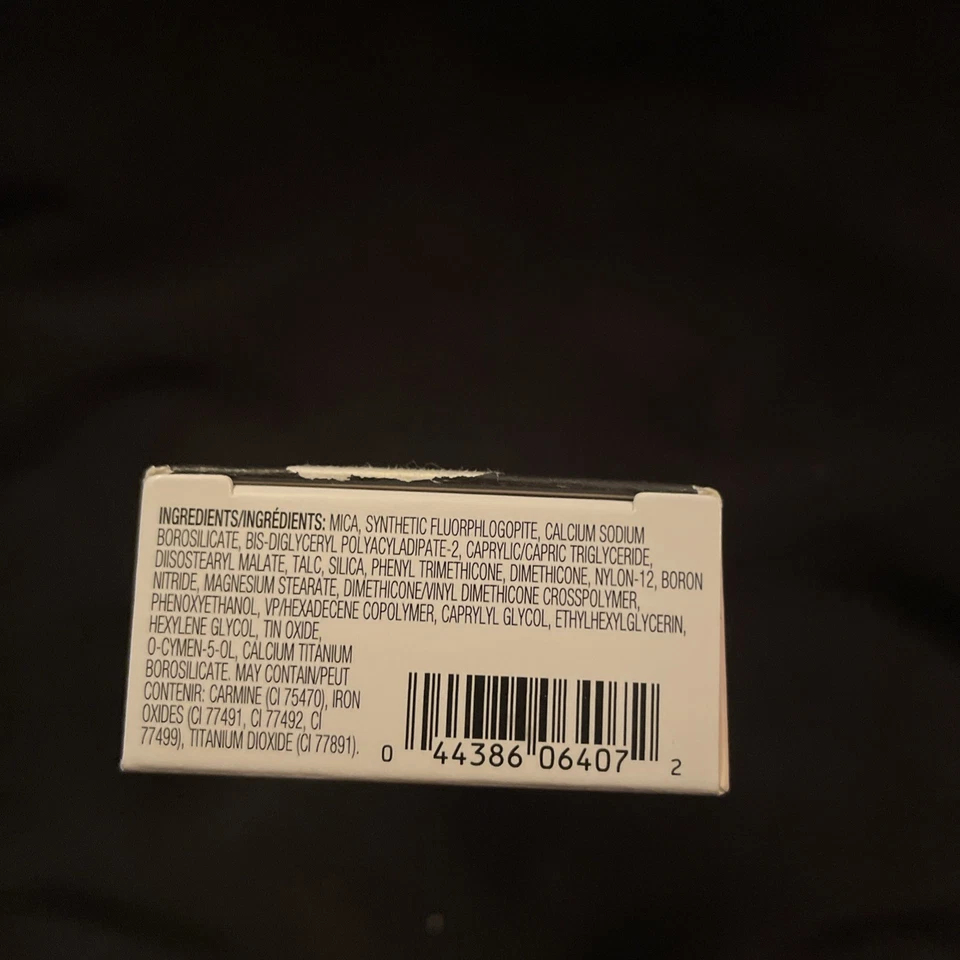 INGREDIENTS/INGRÉDIENTS: MICA, SYNTHETIC FLUORPHLOGOPITE, CALCIUM SODIUM
BOROSILICATE, BIS-DIGLYCERYL POLYACYLADIPATE-2, CAPRYLIC/CAPRIC TRIGLYCERIDE,
DIISOSTEARYL MALATE, TALC, SILICA, PHENYL TRIMETHICONE, DIMETHICONE, NYLON-12, BORON
NITRIDE, MAGNESIUM STEARATE, DIMETHICONE/VINYL DIMETHICONE CROSSPOLYMER,
PHENOXYETHANOL, VP/HEXADECENE COPOLYMER, CAPRYLYL GLYCOL, ETHYLHEXYLGLYCERIN,
HEXYLENE GLYCOL, TIN OXIDE,
O-CYMEN-5-OL, CALCIUM TITANIUM
BOROSILICATE. MAY CONTAIN/PEUT
CONTENIR: CARMINE (CI 75470), IRON
OXIDES (CI 77491, CI 77492, CI
77499), TITANIUM DIOXIDE (CI 77891).
0 44386 06407 2